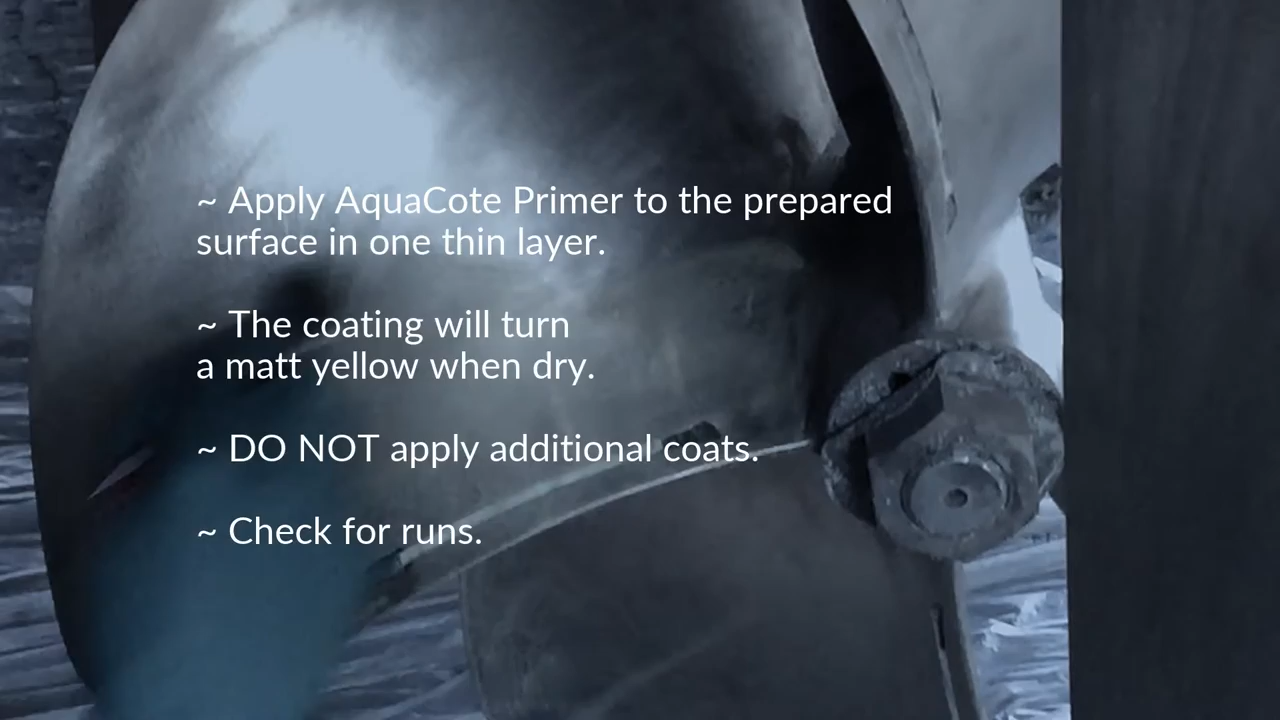 ~ Apply AquaCote Primer to the prepared
surface in one thin layer.
~ The coating will turn
a matt yellow when dry.
~ DO NOT apply additional coats.
~ Check for runs.